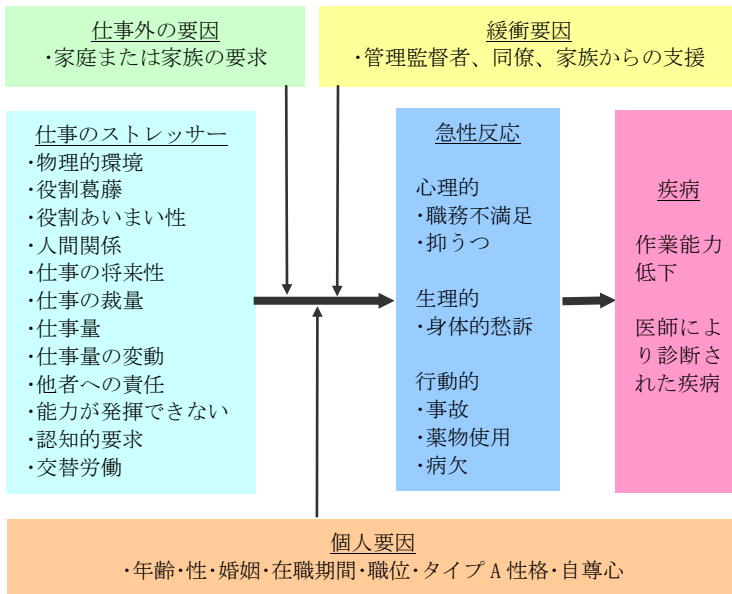 仕事外の要因
・家庭または家族の要求
緩衝要因
・管理監督者、同僚、家族からの支援
仕事のストレッサー
・物理的環境
・役割葛藤
・役割あいまい性
・人間関係
・仕事の将来性
・仕事の裁量
・仕事量
・仕事量の変動
・他者への責任
・能力が発揮できない
・認知的要求
・交替労働
急性反応
心理的
・職務不満足
・抑うつ
生理的
・身体的愁訴
行動的
・事故
・薬物使用
・病欠
疾病
作業能力
低下
医師によ
り診断さ
れた疾病
個人要因
・年齢・性・婚姻・在職期間・職位・タイプ A 性格・自尊心